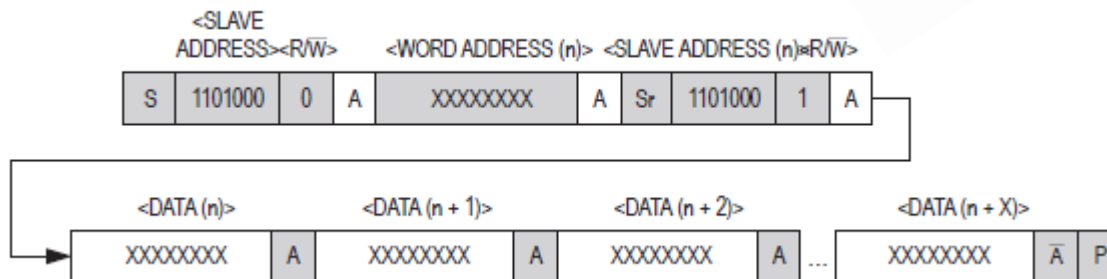 <SLAVE
ADDRESS><R/W̅> <WORD ADDRESS (n)> <SLAVE ADDRESS (n)><R/W̅>
S 1101000 0 A XXXXXXXX A Sr 1101000 1 A
<DATA (n)> <DATA (n + 1)> <DATA (n + 2)> <DATA (n + X)>
XXXXXXXX A XXXXXXXX A XXXXXXXX A ... XXXXXXXX A̅ P